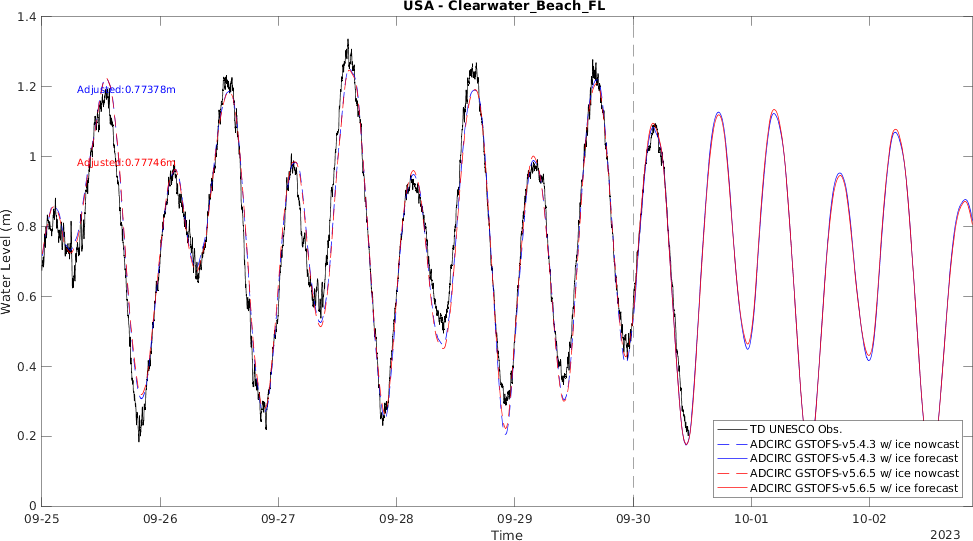 USA - Clearwater_Beach_FL
1.4
1.2
1
0.8
0.6
0.4
0.2
0
Water Level (m)
Adjusted:0.77378m
Adjusted:0.77746m
TD UNESCO Obs.
ADCIRC GSTOFS-v5.4.3 w/ ice nowcast
ADCIRC GSTOFS-v5.4.3 w/ ice forecast
ADCIRC GSTOFS-v5.6.5 w/ ice nowcast
ADCIRC GSTOFS-v5.6.5 w/ ice forecast
09-25 09-26 09-27 09-28 09-29 09-30 10-01 10-02
Time
2023